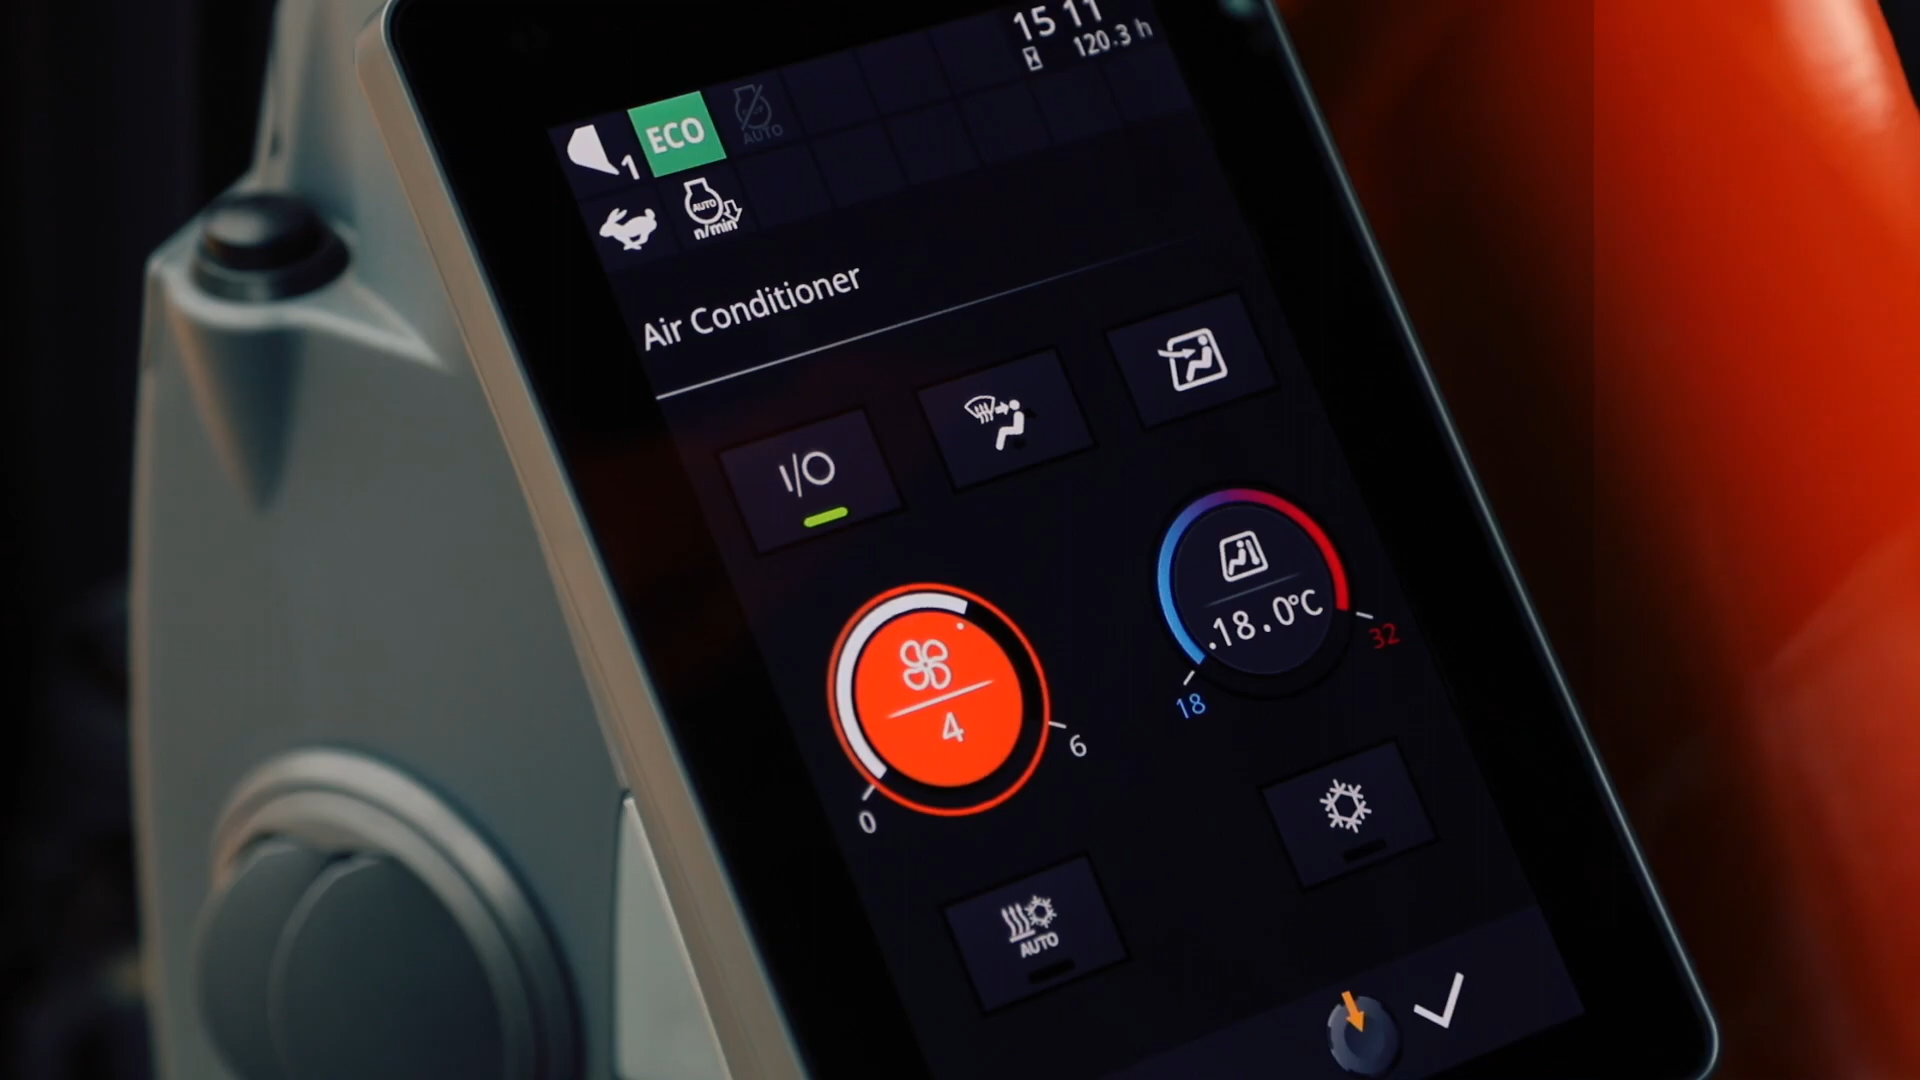 15 11
120.3 h
ECO
AUTO
1
AUTO
n/min
Air Conditioner
I/O
.18.0°C
32
18
4
6
0
AUTO